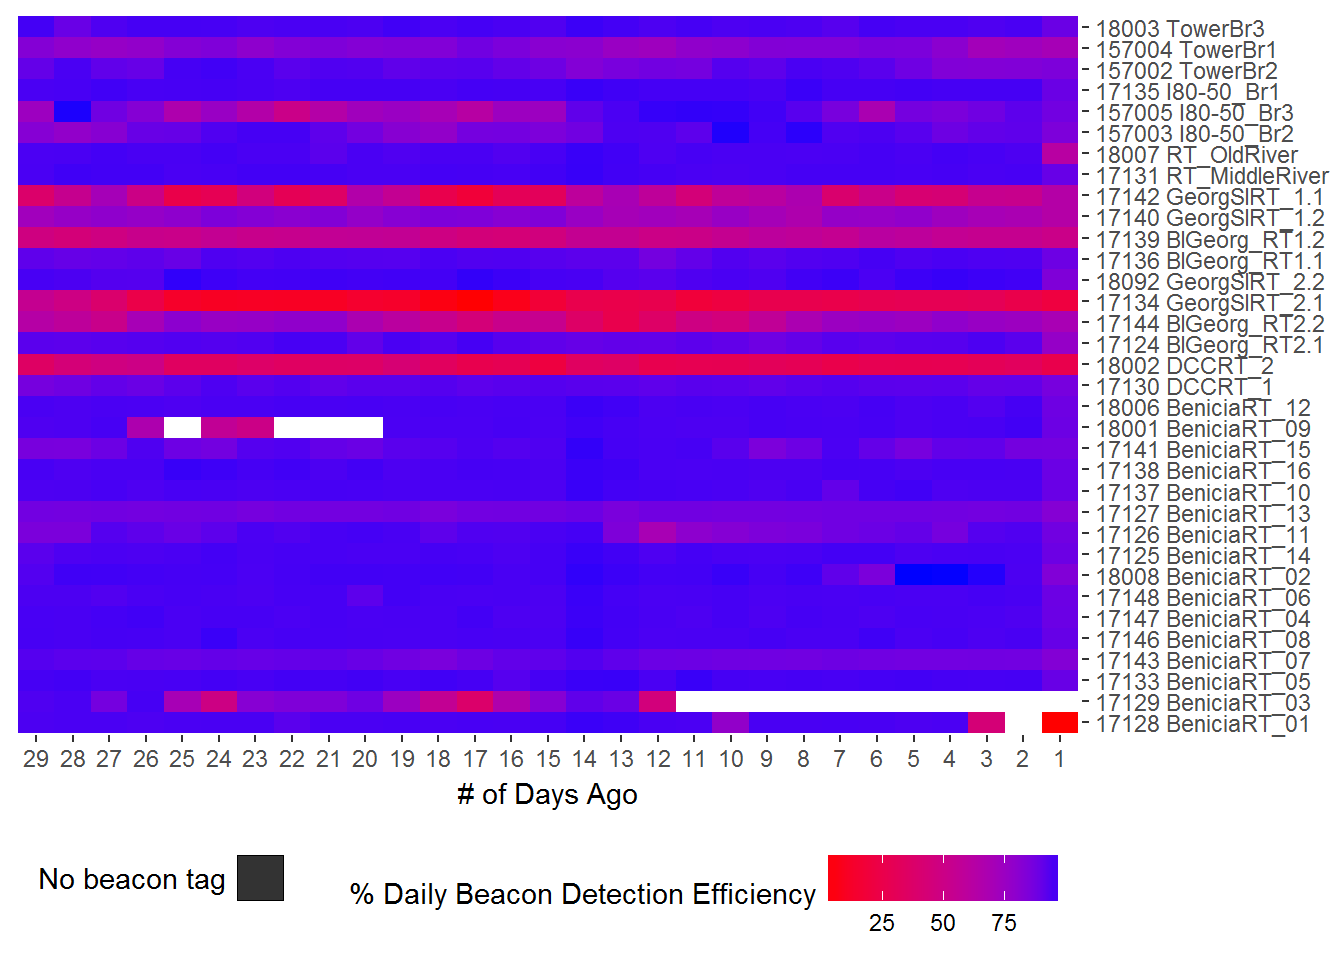 18003 TowerBr3
157004 TowerBr1
157002 TowerBr2
17135 I80-50_Br1
157005 I80-50_Br3
157003 I80-50_Br2
18007 RT_OldRiver
17131 RT_MiddleRiver
17142 GeorgSlRT_1.1
17140 GeorgSlRT_1.2
17139 BlGeorg_RT1.2
17136 BlGeorg_RT1.1
18092 GeorgSlRT_2.2
17134 GeorgSlRT_2.1
17144 BlGeorg_RT2.2
17124 BlGeorg_RT2.1
18002 DCCRT_2
17130 DCCRT_1
18006 BeniciaRT_12
18001 BeniciaRT_09
17141 BeniciaRT_15
17138 BeniciaRT_16
17137 BeniciaRT_10
17127 BeniciaRT_13
17126 BeniciaRT_11
17125 BeniciaRT_14
18008 BeniciaRT_02
17148 BeniciaRT_06
17147 BeniciaRT_04
17146 BeniciaRT_08
17143 BeniciaRT_07
17133 BeniciaRT_05
17129 BeniciaRT_03
17128 BeniciaRT_01
29 28 27 26 25 24 23 22 21 20 19 18 17 16 15 14 13 12 11 10 9 8 7 6 5 4 3 2 1
# of Days Ago
No beacon tag
% Daily Beacon Detection Efficiency
25 50 75